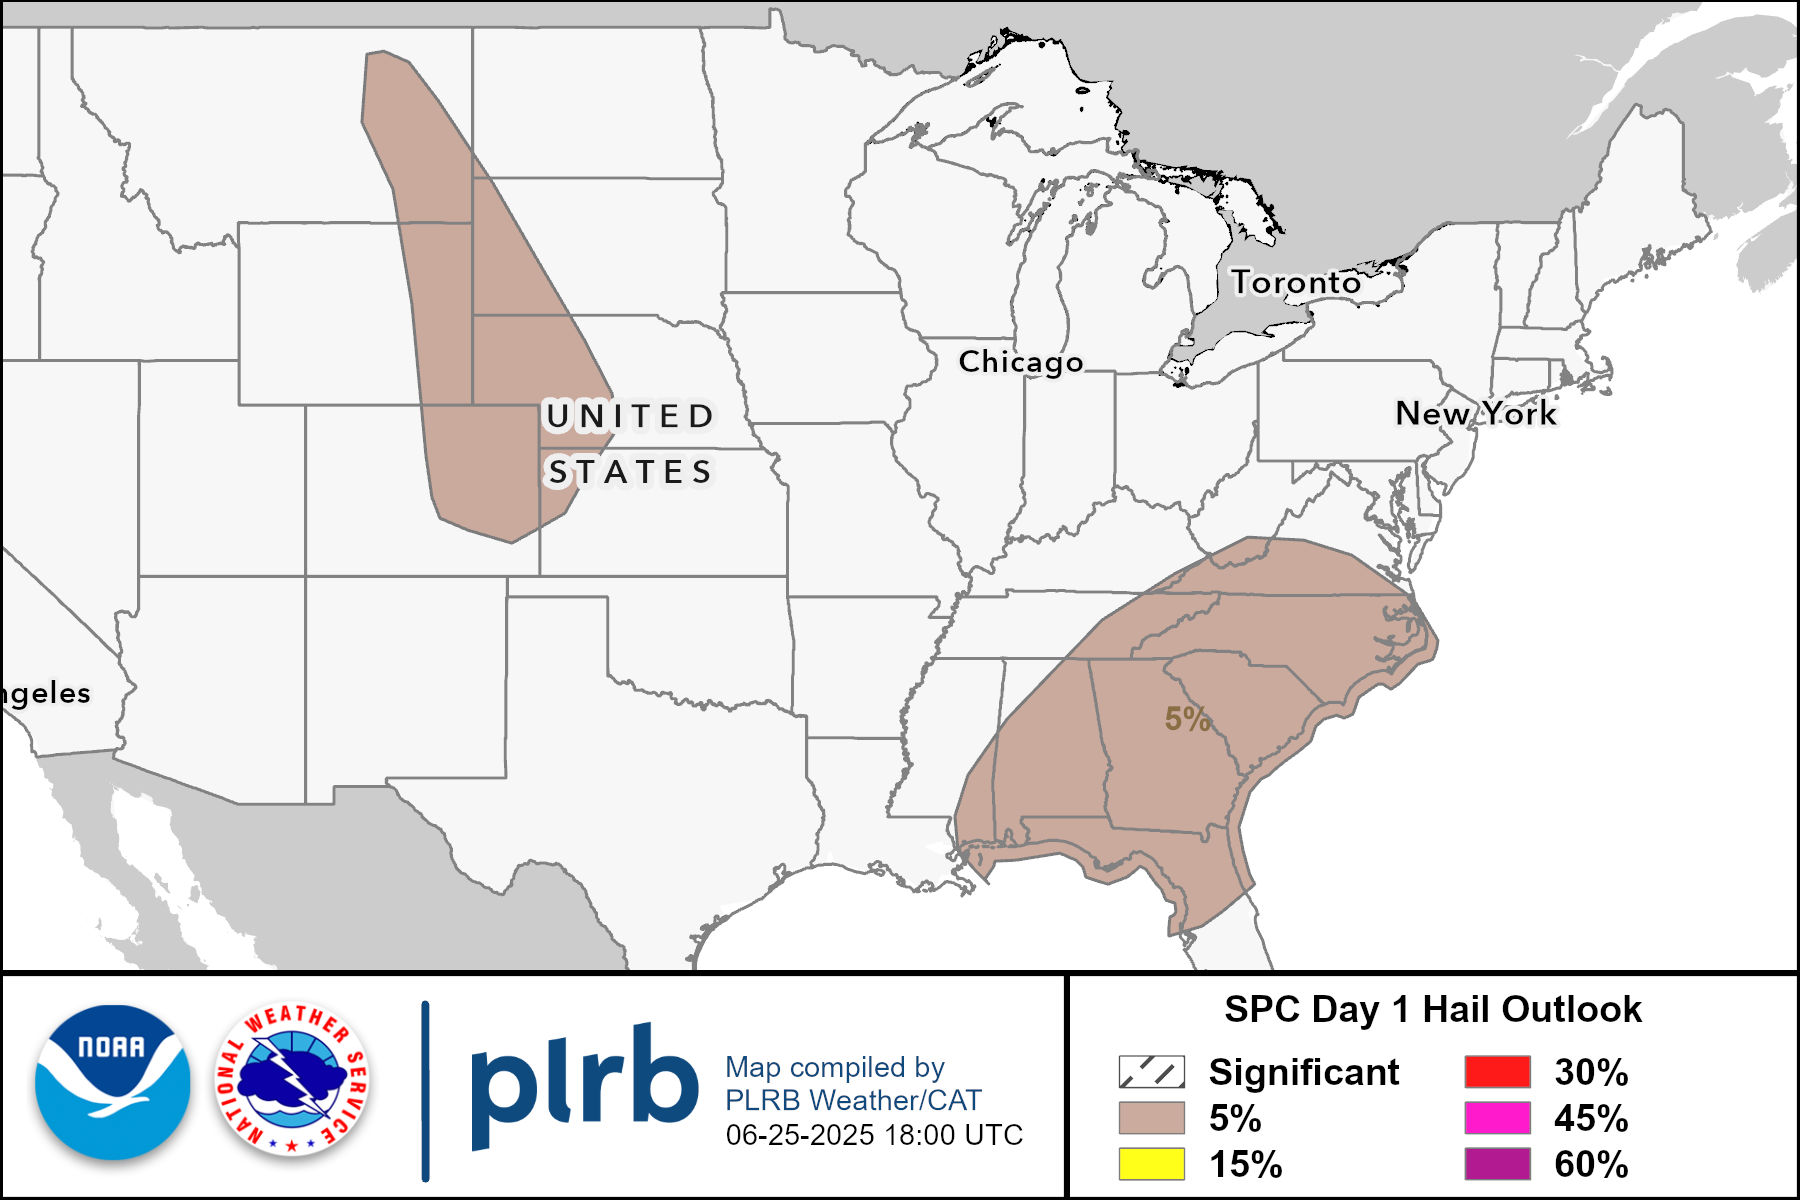 Toronto
Chicago
New York
UNITED
STATES
ngeles
5%
NOAA
NATIONAL WEATHER SERVICE
plrb
Map compiled by
PLRB Weather/CAT
06-25-2025 18:00 UTC
SPC Day 1 Hail Outlook
Significant
5%
15%
30%
45%
60%